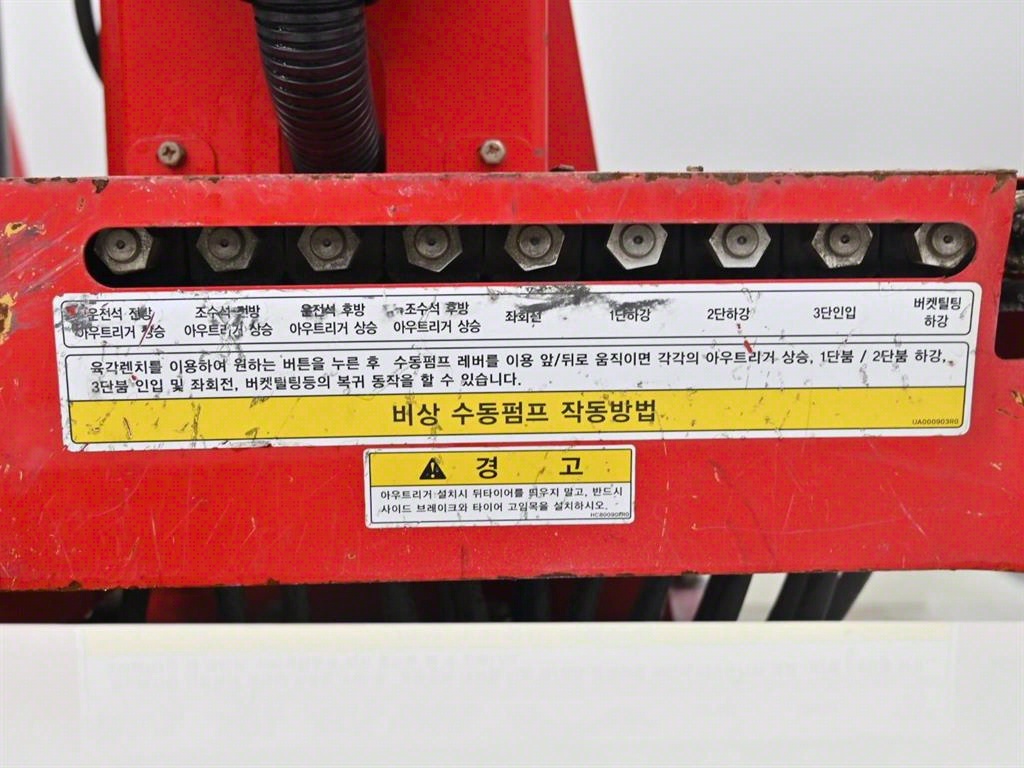 운전석 전방 조수석 전방 운전석 후방 조수석 후방 좌회전 1단하강 2단하강 3단인입 버켓틸팅
아우트리거 상승 아우트리거 상승 아우트리거 상승 아우트리거 상승 하강
육각렌치를 이용하여 원하는 버튼을 누른 후 수동펌프 레버를 이용 앞/뒤로 움직이면 각각의 아우트리거 상승, 1단붐 / 2단붐 하강,
3단붐 인입 및 좌회전, 버켓틸팅등의 복귀 동작을 할 수 있습니다.
비상 수동펌프 작동방법
UA000903R0
경 고
아우트리거 설치시 뒤타이어를 띄우지 말고, 반드시
사이드 브레이크와 타이어 고임목을 설치하시오.